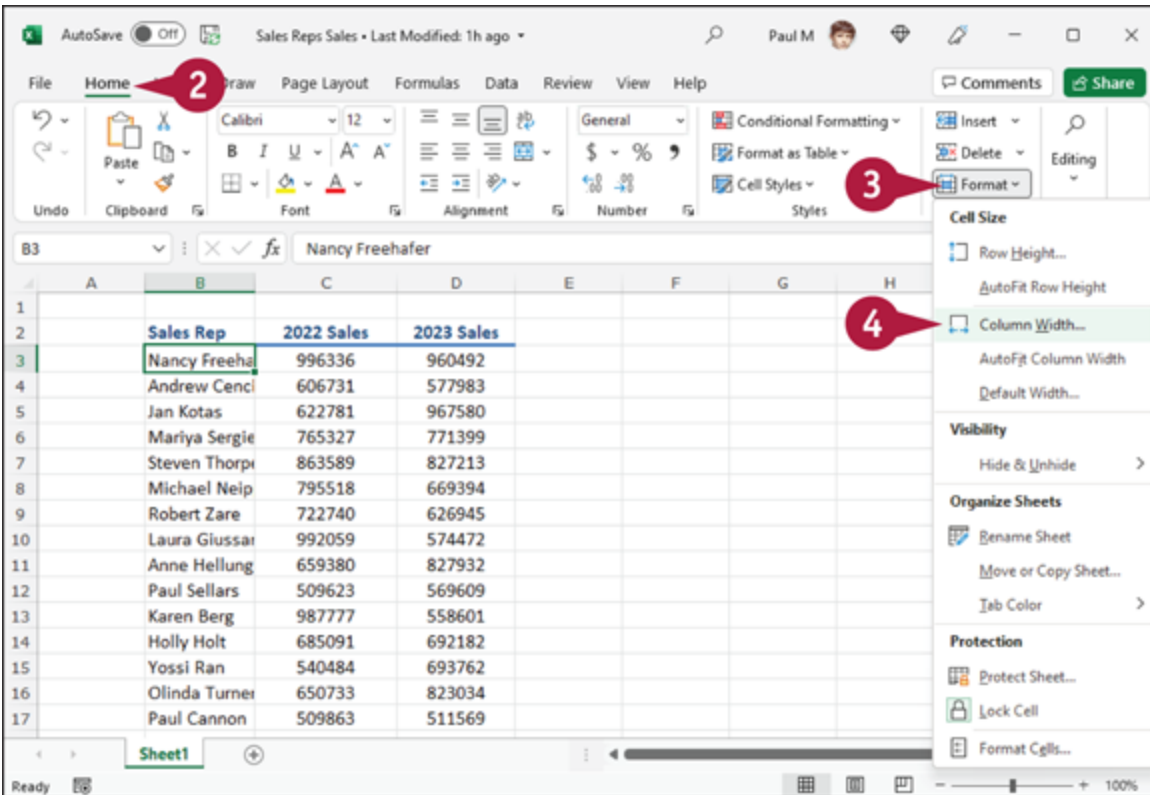 AutoSave Off Sales Reps Sales • Last Modified: 1h ago Paul M
File Home 2 raw Page Layout Formulas Data Review View Help Comments Share
Calibri 12 General Conditional Formatting Insert
Paste B I U A A $ % 9 Format as Table Delete Editing
A Cell Styles 3 Format
Undo Clipboard Font Alignment Number Styles
B3 fx Nancy Freehafer
A B C D E F G H
1
2 Sales Rep 2022 Sales 2023 Sales
3 Nancy Freeha 996336 960492
4 Andrew Cenci 606731 577983
5 Jan Kotas 622781 967580
6 Mariya Sergie 765327 771399
7 Steven Thorpe 863589 827213
8 Michael Neip 795518 669394
9 Robert Zare 722740 626945
10 Laura Giussan 992059 574472
11 Anne Hellung 659380 827932
12 Paul Sellars 509623 569609
13 Karen Berg 987777 558601
14 Holly Holt 685091 692182
15 Yossi Ran 540484 693762
16 Olinda Turner 650733 823034
17 Paul Cannon 509863 511569
Cell Size
Row Height...
AutoFit Row Height
4 Column Width...
AutoFit Column Width
Default Width...
Visibility
Hide & Unhide
Organize Sheets
Rename Sheet
Move or Copy Sheet...
Tab Color
Protection
Protect Sheet...
Lock Cell
Format Cells...
Sheet1
Ready 100%